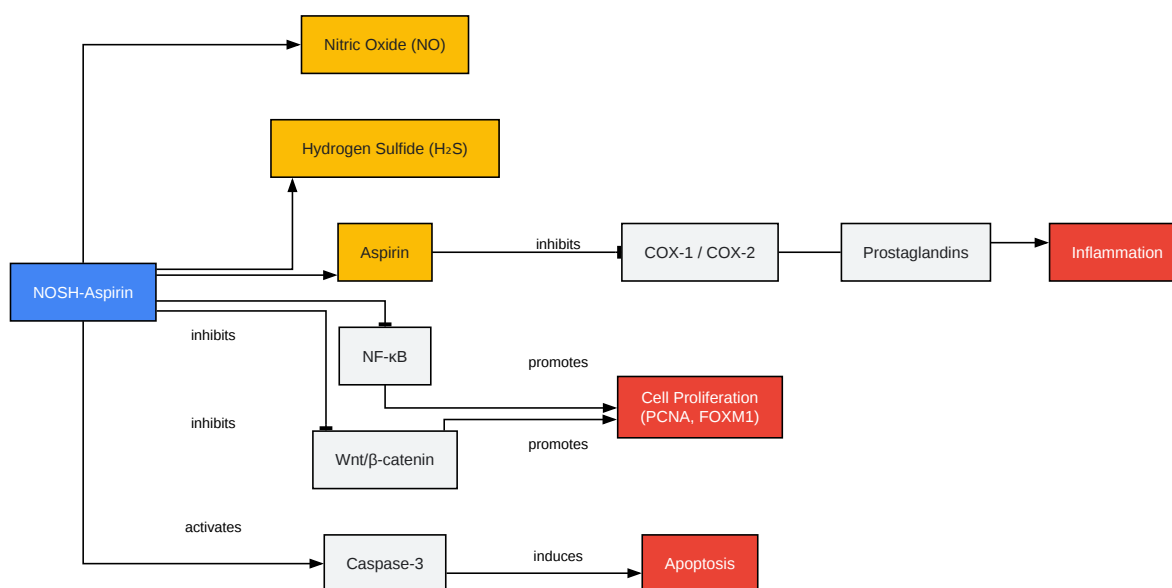 Nitric Oxide (NO)
Hydrogen Sulfide (H₂S)
Aspirin
inhibits
COX-1 / COX-2
Prostaglandins
Inflammation
NOSH-Aspirin
inhibits
NF-κB
promotes
Cell Proliferation
(PCNA, FOXM1)
inhibits
Wnt/β-catenin
promotes
activates
Caspase-3
induces
Apoptosis